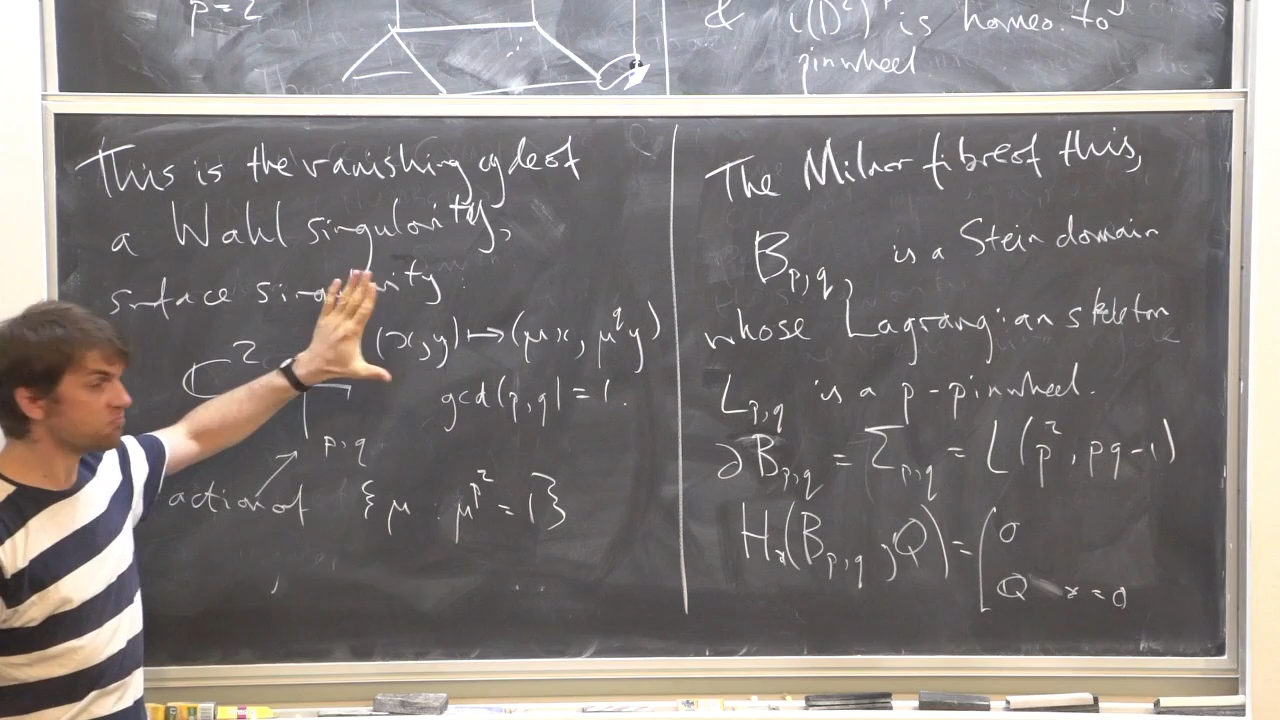 p=2
& i(D²) is homeo to
pinwheel
This is the vanishing cycle of
a Wahl singularity,
surface singularity
ℂ² (x,y) ↦ (μx, μ^q y)
Γ_{p,q} gcd(p,q) = 1.
action of {μ : μ^{p²} = 1}
The Milnor fibre of this,
B_{p,q}, is a Stein domain
whose Lagrangian skeleton
L_{p,q} is a p-pinwheel.
∂B_{p,q} = Σ_{p,q} = L(p², pq-1)
H_*(B_{p,q}; Q) = { 0
Q * = 0